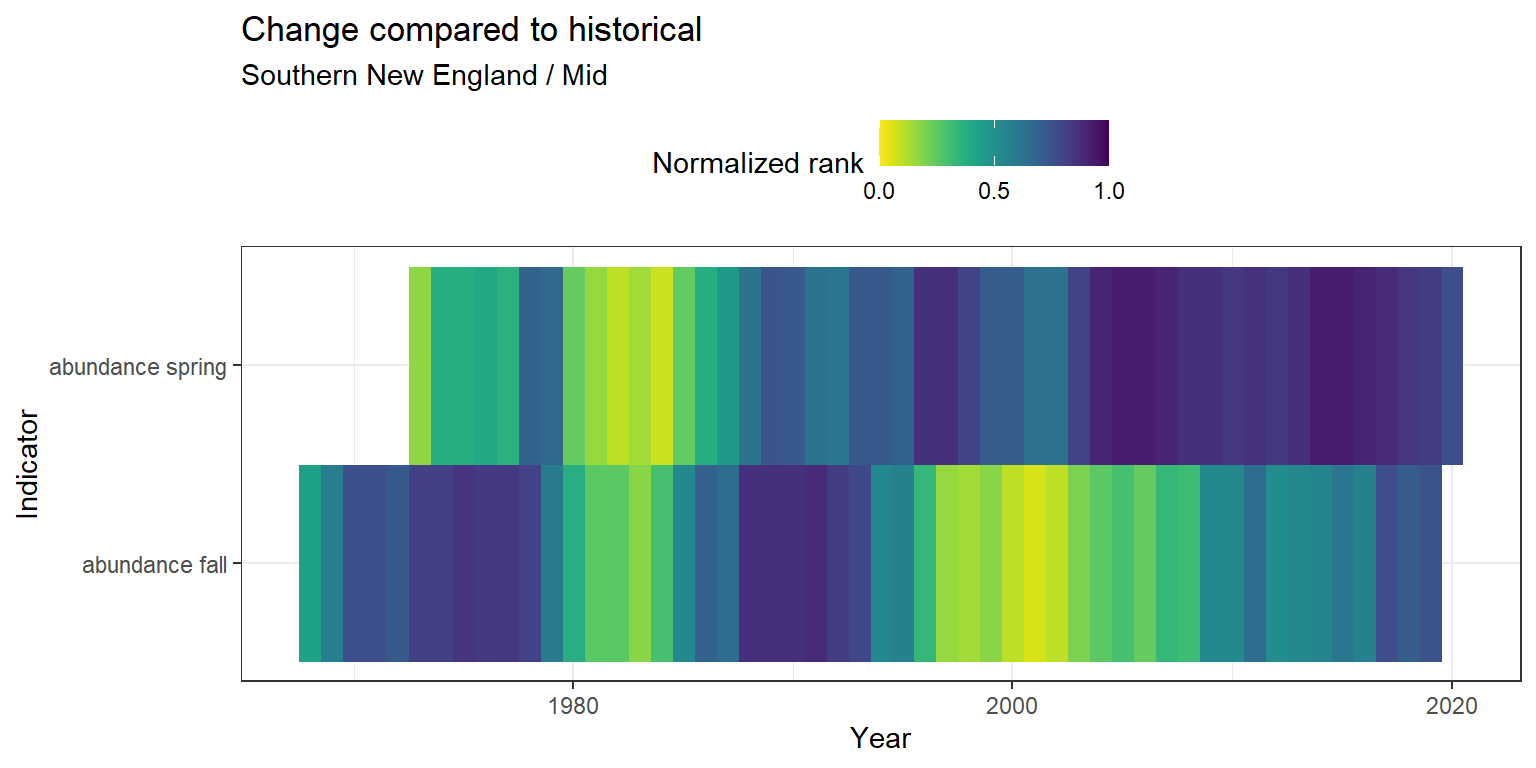 Change compared to historical
Southern New England / Mid
Normalized rank
0.0 0.5 1.0
Indicator
abundance spring
abundance fall
1980 2000 2020
Year